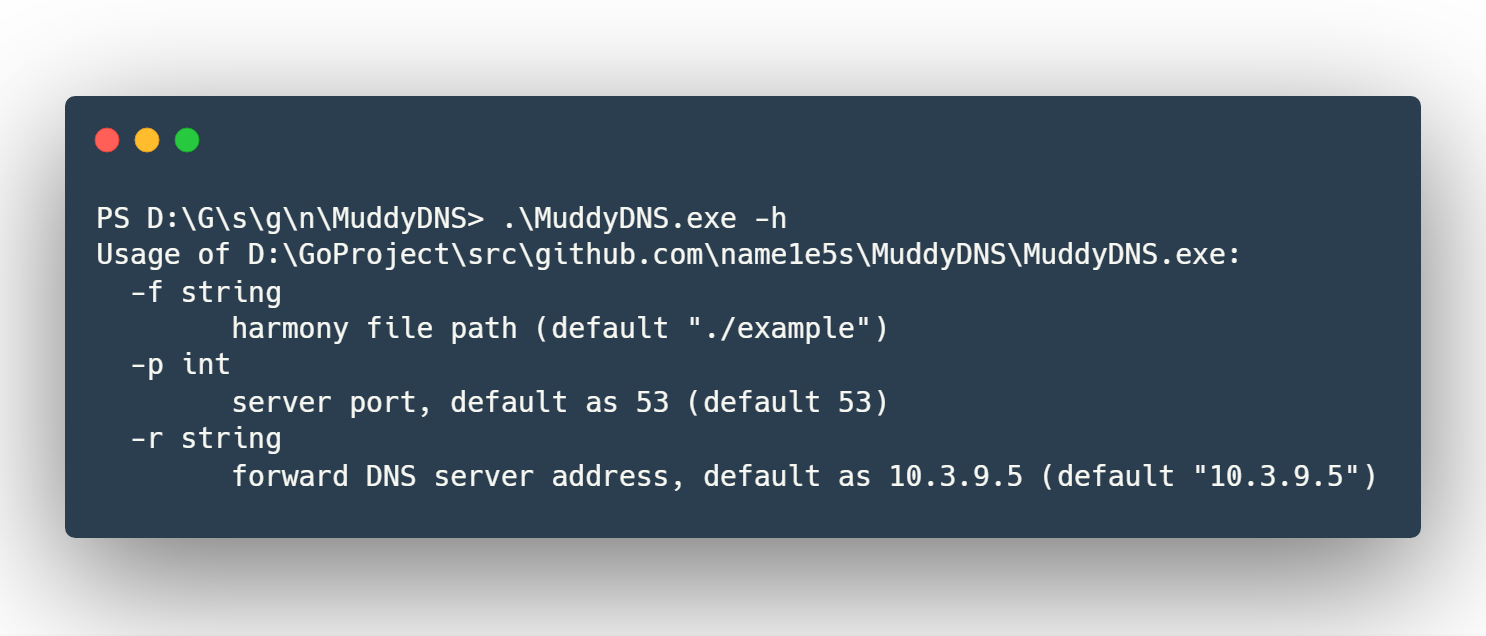 PS D:\G\s\g\n\MuddyDNS> .\MuddyDNS.exe -h
Usage of D:\GoProject\src\github.com\name1e5s\MuddyDNS\MuddyDNS.exe:
  -f string
        harmony file path (default "./example")
  -p int
        server port, default as 53 (default 53)
  -r string
        forward DNS server address, default as 10.3.9.5 (default "10.3.9.5")